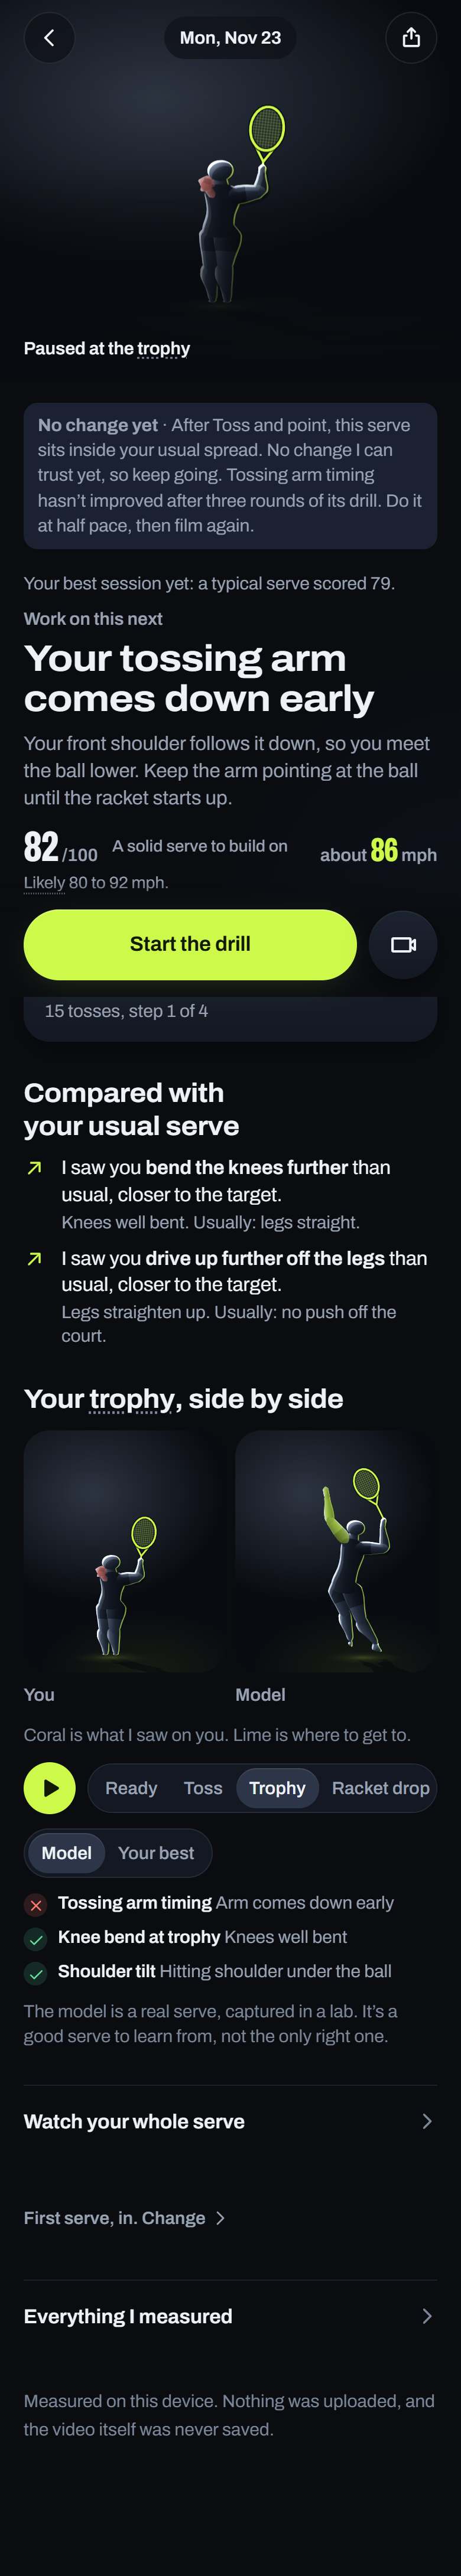 Mon, Nov 23
Paused at the trophy
No change yet · After Toss and point, this serve
sits inside your usual spread. No change I can
trust yet, so keep going. Tossing arm timing
hasn’t improved after three rounds of its drill. Do it
at half pace, then film again.
Your best session yet: a typical serve scored 79.
Work on this next
Your tossing arm
comes down early
Your front shoulder follows it down, so you meet
the ball lower. Keep the arm pointing at the ball
until the racket starts up.
82/100 A solid serve to build on about 86 mph
Likely 80 to 92 mph.
Start the drill
15 tosses, step 1 of 4
Compared with
your usual serve
I saw you bend the knees further than
usual, closer to the target.
Knees well bent. Usually: legs straight.
I saw you drive up further off the legs than
usual, closer to the target.
Legs straighten up. Usually: no push off the
court.
Your trophy, side by side
You Model
Coral is what I saw on you. Lime is where to get to.
Ready Toss Trophy Racket drop
Model Your best
Tossing arm timing Arm comes down early
Knee bend at trophy Knees well bent
Shoulder tilt Hitting shoulder under the ball
The model is a real serve, captured in a lab. It’s a
good serve to learn from, not the only right one.
Watch your whole serve
First serve, in. Change
Everything I measured
Measured on this device. Nothing was uploaded, and
the video itself was never saved.